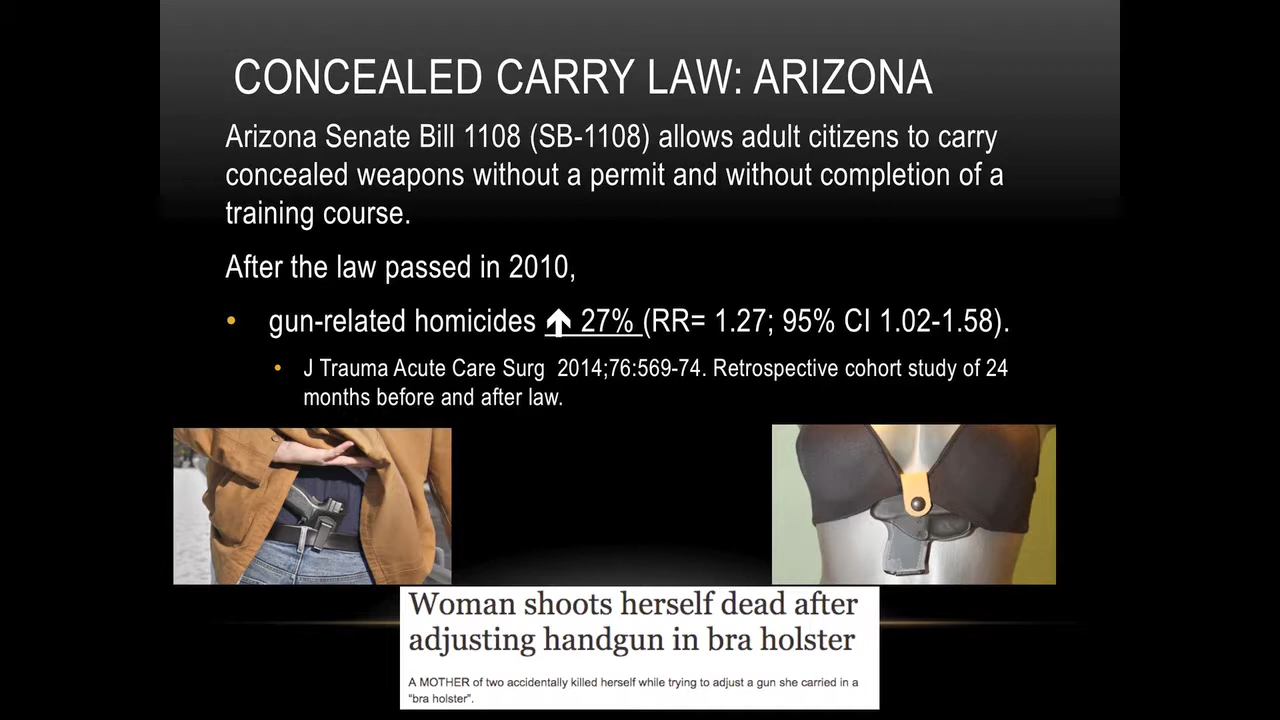 CONCEALED CARRY LAW: ARIZONA
Arizona Senate Bill 1108 (SB-1108) allows adult citizens to carry
concealed weapons without a permit and without completion of a
training course.
After the law passed in 2010,
• gun-related homicides 🡅 27% (RR= 1.27; 95% CI 1.02-1.58).
• J Trauma Acute Care Surg 2014;76:569-74. Retrospective cohort study of 24
months before and after law.
Woman shoots herself dead after
adjusting handgun in bra holster
A MOTHER of two accidentally killed herself while trying to adjust a gun she carried in a
"bra holster".